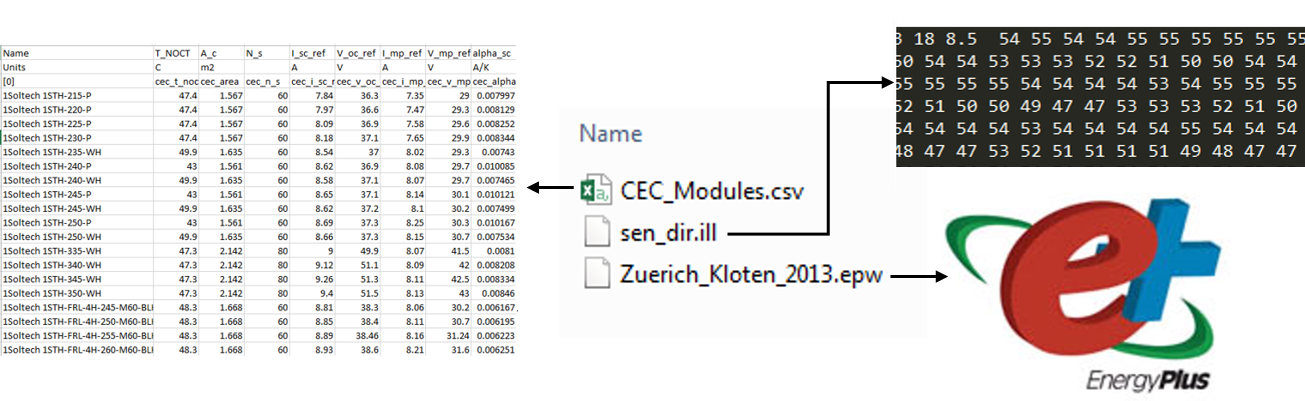 Name T_NOCT A_c N_s I_sc_ref V_oc_ref I_mp_ref V_mp_ref alpha_sc
Units C m2 A V A V A/K
[0] cec_t_noc cec_area cec_n_s cec_i_sc_r cec_v_oc_ cec_i_mp_ cec_v_mp cec_alpha
1Soltech 1STH-215-P 47.4 1.567 60 7.84 36.3 7.35 29 0.007997
1Soltech 1STH-220-P 47.4 1.567 60 7.97 36.6 7.47 29.3 0.008129
1Soltech 1STH-225-P 47.4 1.567 60 8.09 36.9 7.58 29.6 0.008252
1Soltech 1STH-230-P 47.4 1.567 60 8.18 37.1 7.65 29.9 0.008344
1Soltech 1STH-235-WH 49.9 1.635 60 8.54 37 8.02 29.3 0.00743
1Soltech 1STH-240-P 43 1.561 60 8.62 36.9 8.08 29.7 0.010085
1Soltech 1STH-240-WH 49.9 1.635 60 8.58 37.1 8.07 29.7 0.007465
1Soltech 1STH-245-P 43 1.561 60 8.65 37.1 8.14 30.1 0.010121
1Soltech 1STH-245-WH 49.9 1.635 60 8.62 37.2 8.1 30.2 0.007499
1Soltech 1STH-250-P 43 1.561 60 8.69 37.3 8.25 30.3 0.010167
1Soltech 1STH-250-WH 49.9 1.635 60 8.66 37.3 8.15 30.7 0.007534
1Soltech 1STH-335-WH 47.3 2.142 80 9 49.9 8.07 41.5 0.0081
1Soltech 1STH-340-WH 47.3 2.142 80 9.12 51.1 8.09 42 0.008208
1Soltech 1STH-345-WH 47.3 2.142 80 9.26 51.3 8.11 42.5 0.008334
1Soltech 1STH-350-WH 47.3 2.142 80 9.4 51.5 8.13 43 0.00846
1Soltech 1STH-FRL-4H-245-M60-BLI 48.3 1.668 60 8.81 38.3 8.06 30.2 0.006167
1Soltech 1STH-FRL-4H-250-M60-BLI 48.3 1.668 60 8.85 38.4 8.11 30.7 0.006195
1Soltech 1STH-FRL-4H-255-M60-BLI 48.3 1.668 60 8.89 38.46 8.16 31.24 0.006223
1Soltech 1STH-FRL-4H-260-M60-BLI 48.3 1.668 60 8.93 38.6 8.21 31.6 0.006251
Name
CEC_Modules.csv
sen_dir.ill
Zuerich_Kloten_2013.epw
3 18 8.5 54 55 54 54 55 55 55 55 55 55
50 54 54 53 53 53 52 52 51 50 50 54 54
55 55 55 55 54 54 54 54 53 54 55 55 55
52 51 50 50 49 47 47 53 53 53 52 51 50
54 54 54 54 53 54 54 54 54 55 54 54 54
48 47 47 53 52 51 51 51 51 49 48 47 47
e+
EnergyPlus